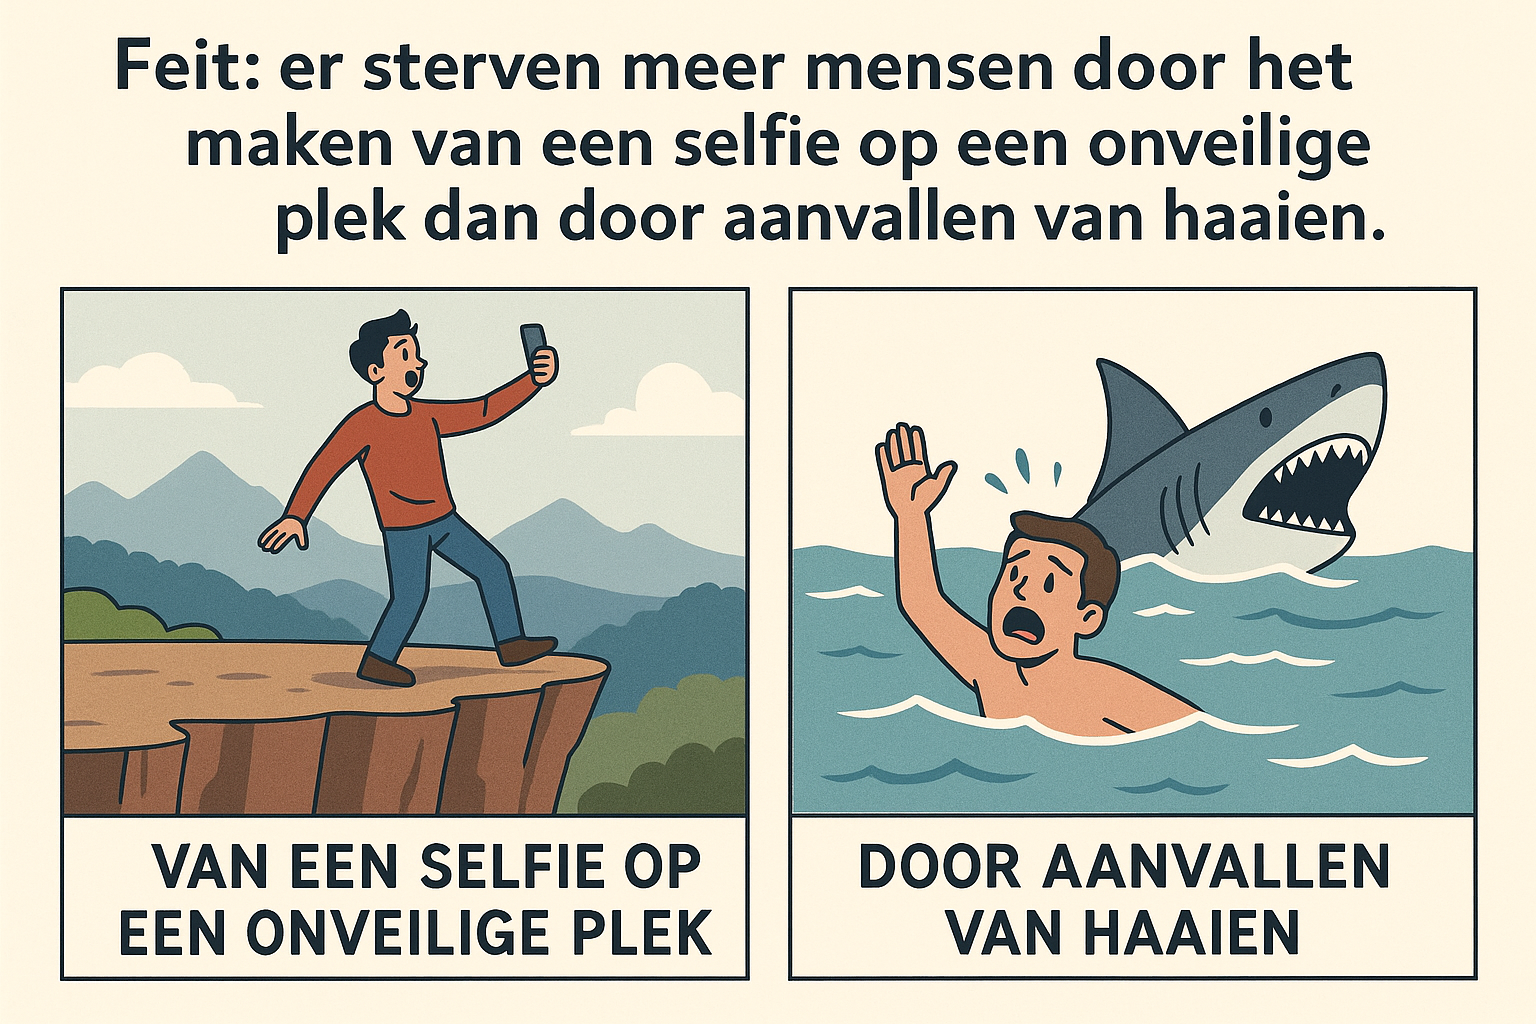 Feit: er sterven meer mensen door het
maken van een selfie op een onveilige
plek dan door aanvallen van haaien.
VAN EEN SELFIE OP
EEN ONVEILIGE PLEK
DOOR AANVALLEN
VAN HAAIEN